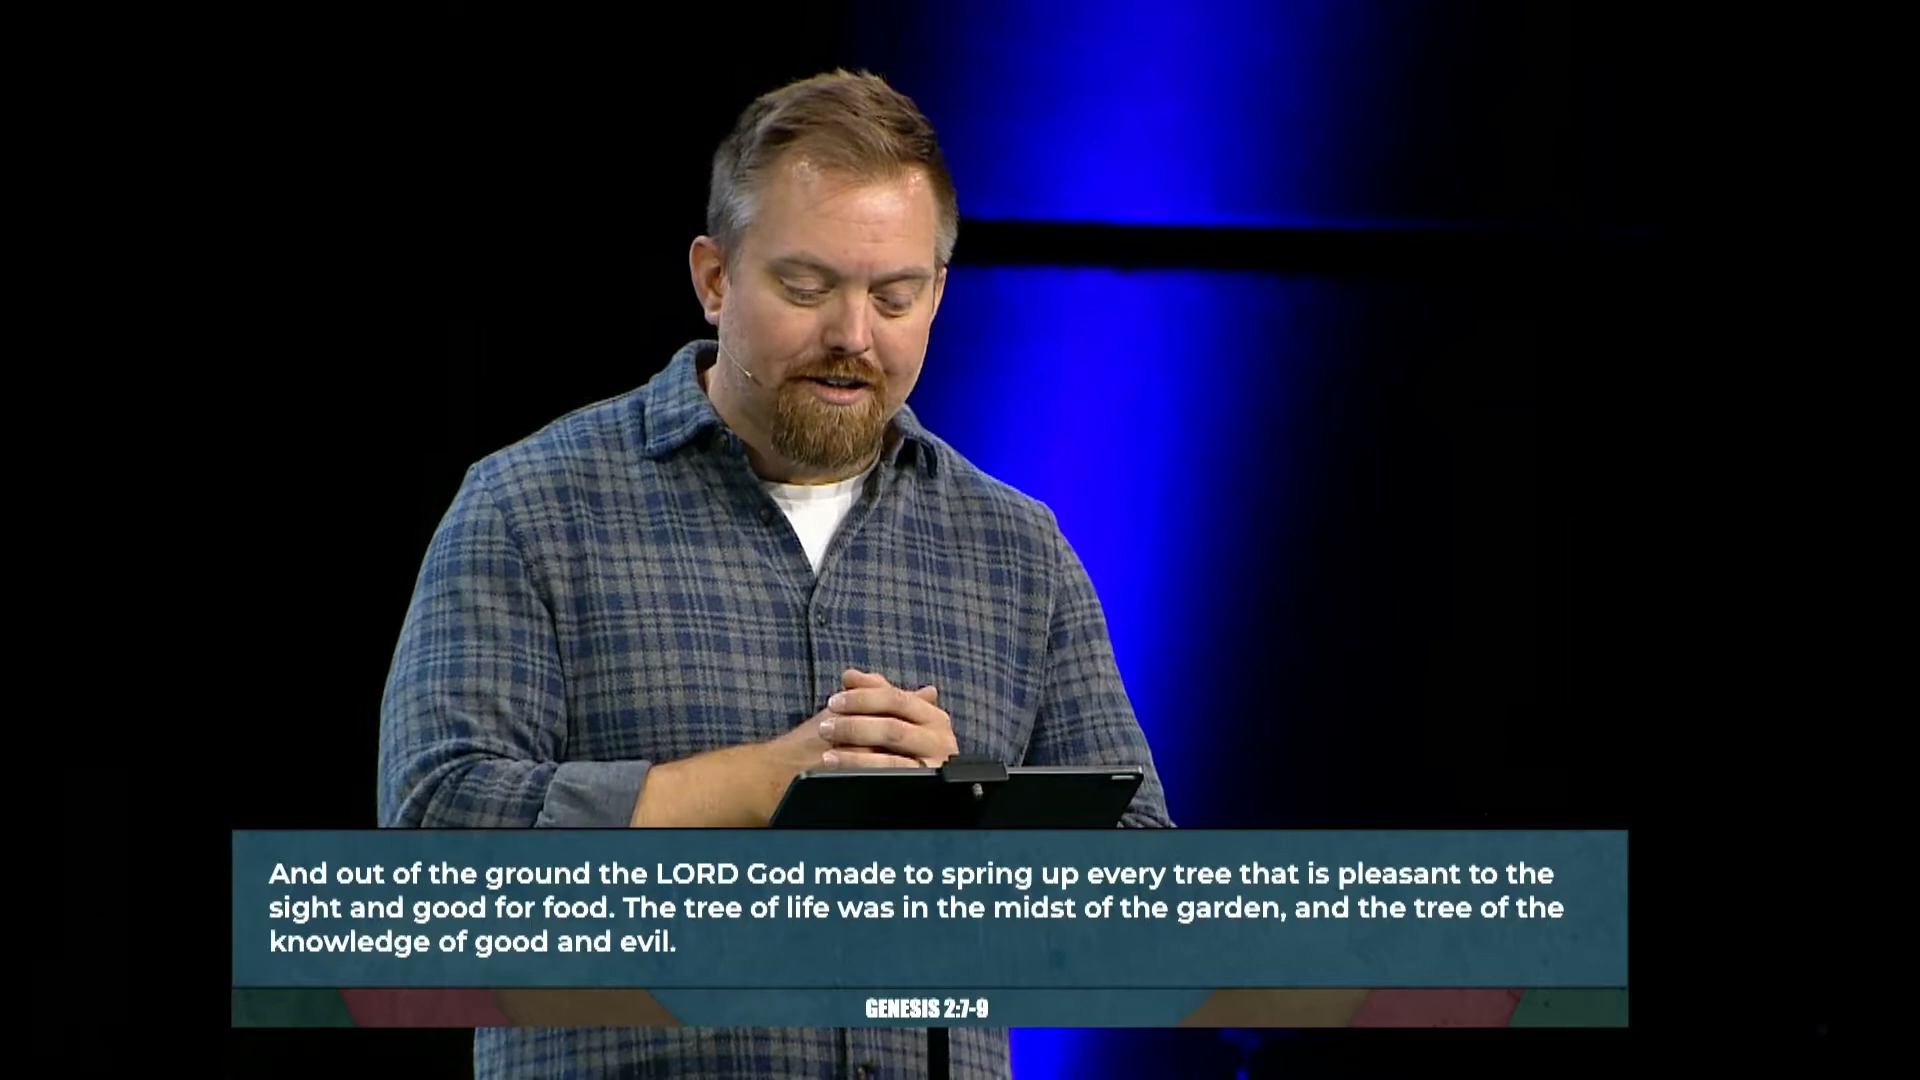 And out of the ground the LORD God made to spring up every tree that is pleasant to the
sight and good for food. The tree of life was in the midst of the garden, and the tree of the
knowledge of good and evil.
GENESIS 2:7-9